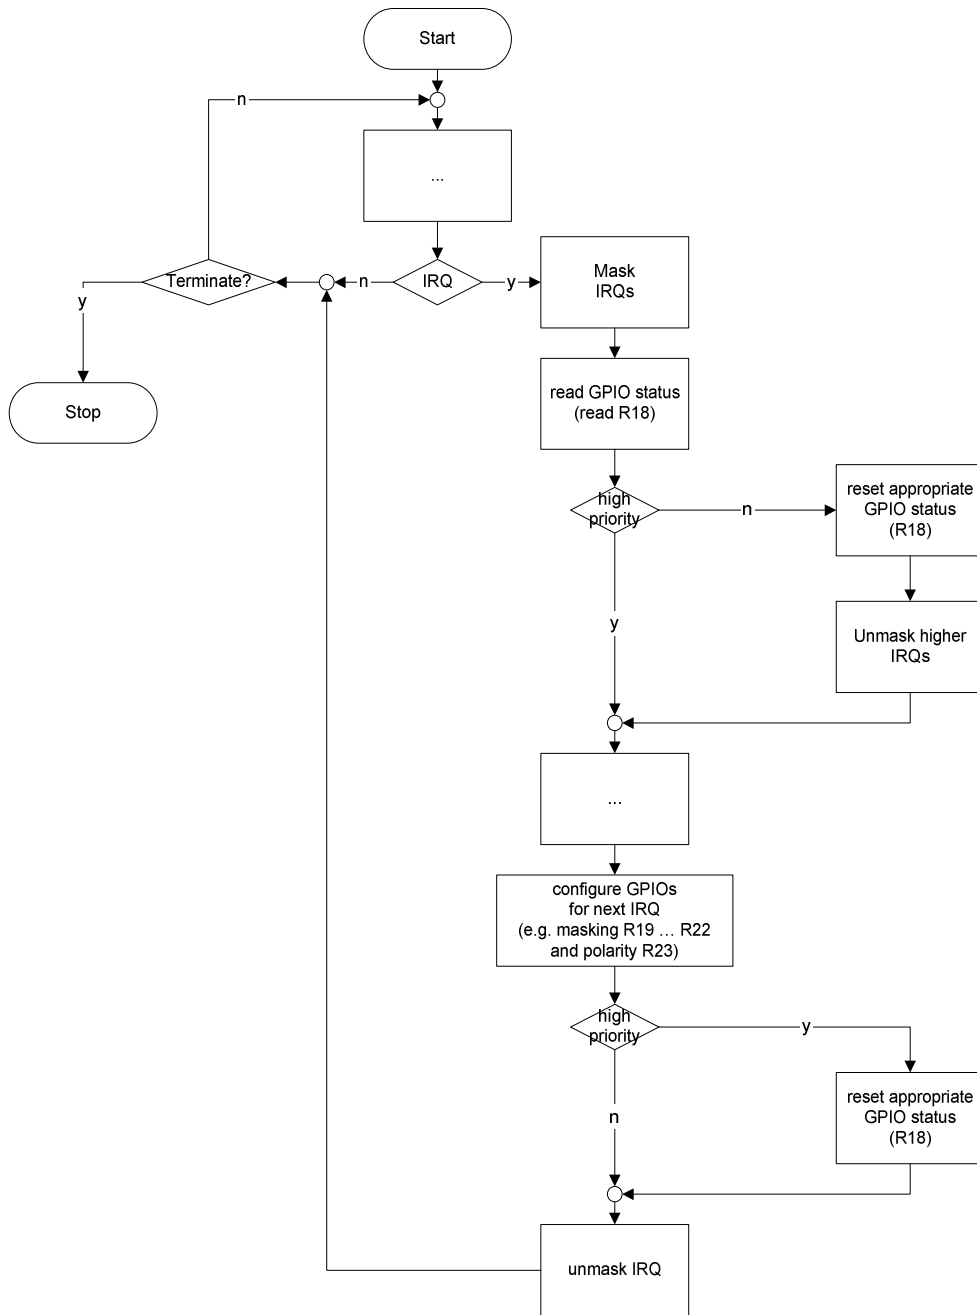 Start
n
...
Terminate?
n
IRQ
y
Mask
IRQs
y
read GPIO status
(read R18)
Stop
high
priority
n
reset appropriate
GPIO status
(R18)
y
Unmask higher
IRQs
...
configure GPIOs
for next IRQ
(e.g. masking R19 ... R22
and polarity R23)
high
priority
y
n
reset appropriate
GPIO status
(R18)
unmask IRQ